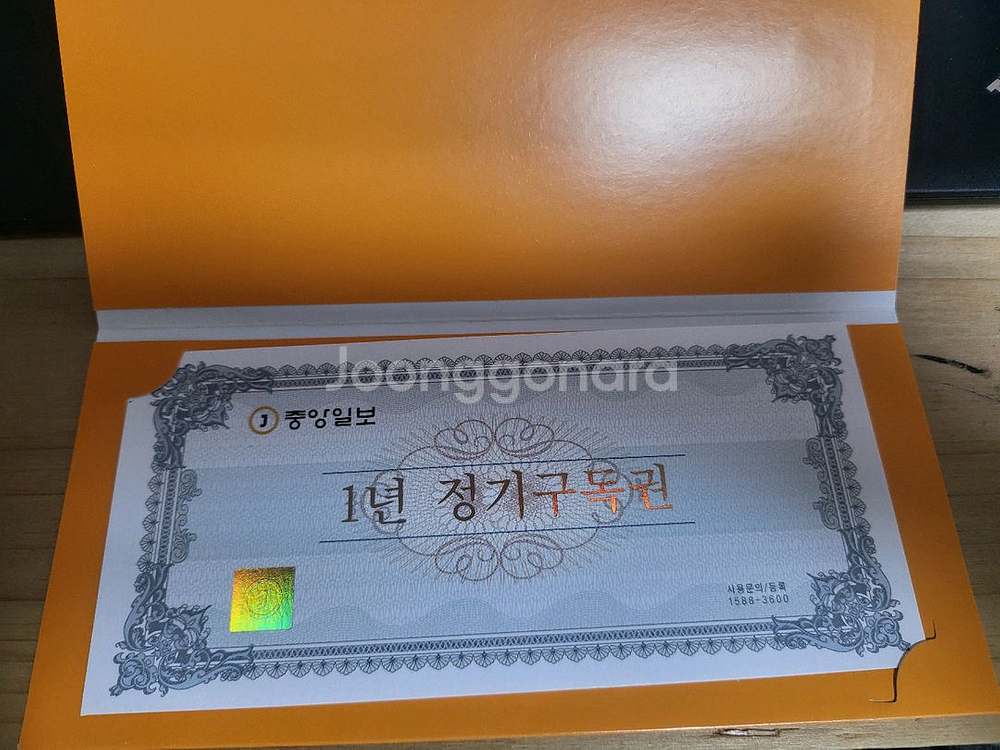 Joonggonara
J 중앙일보
1년 정기구독권
사용문의/등록
1588-3600